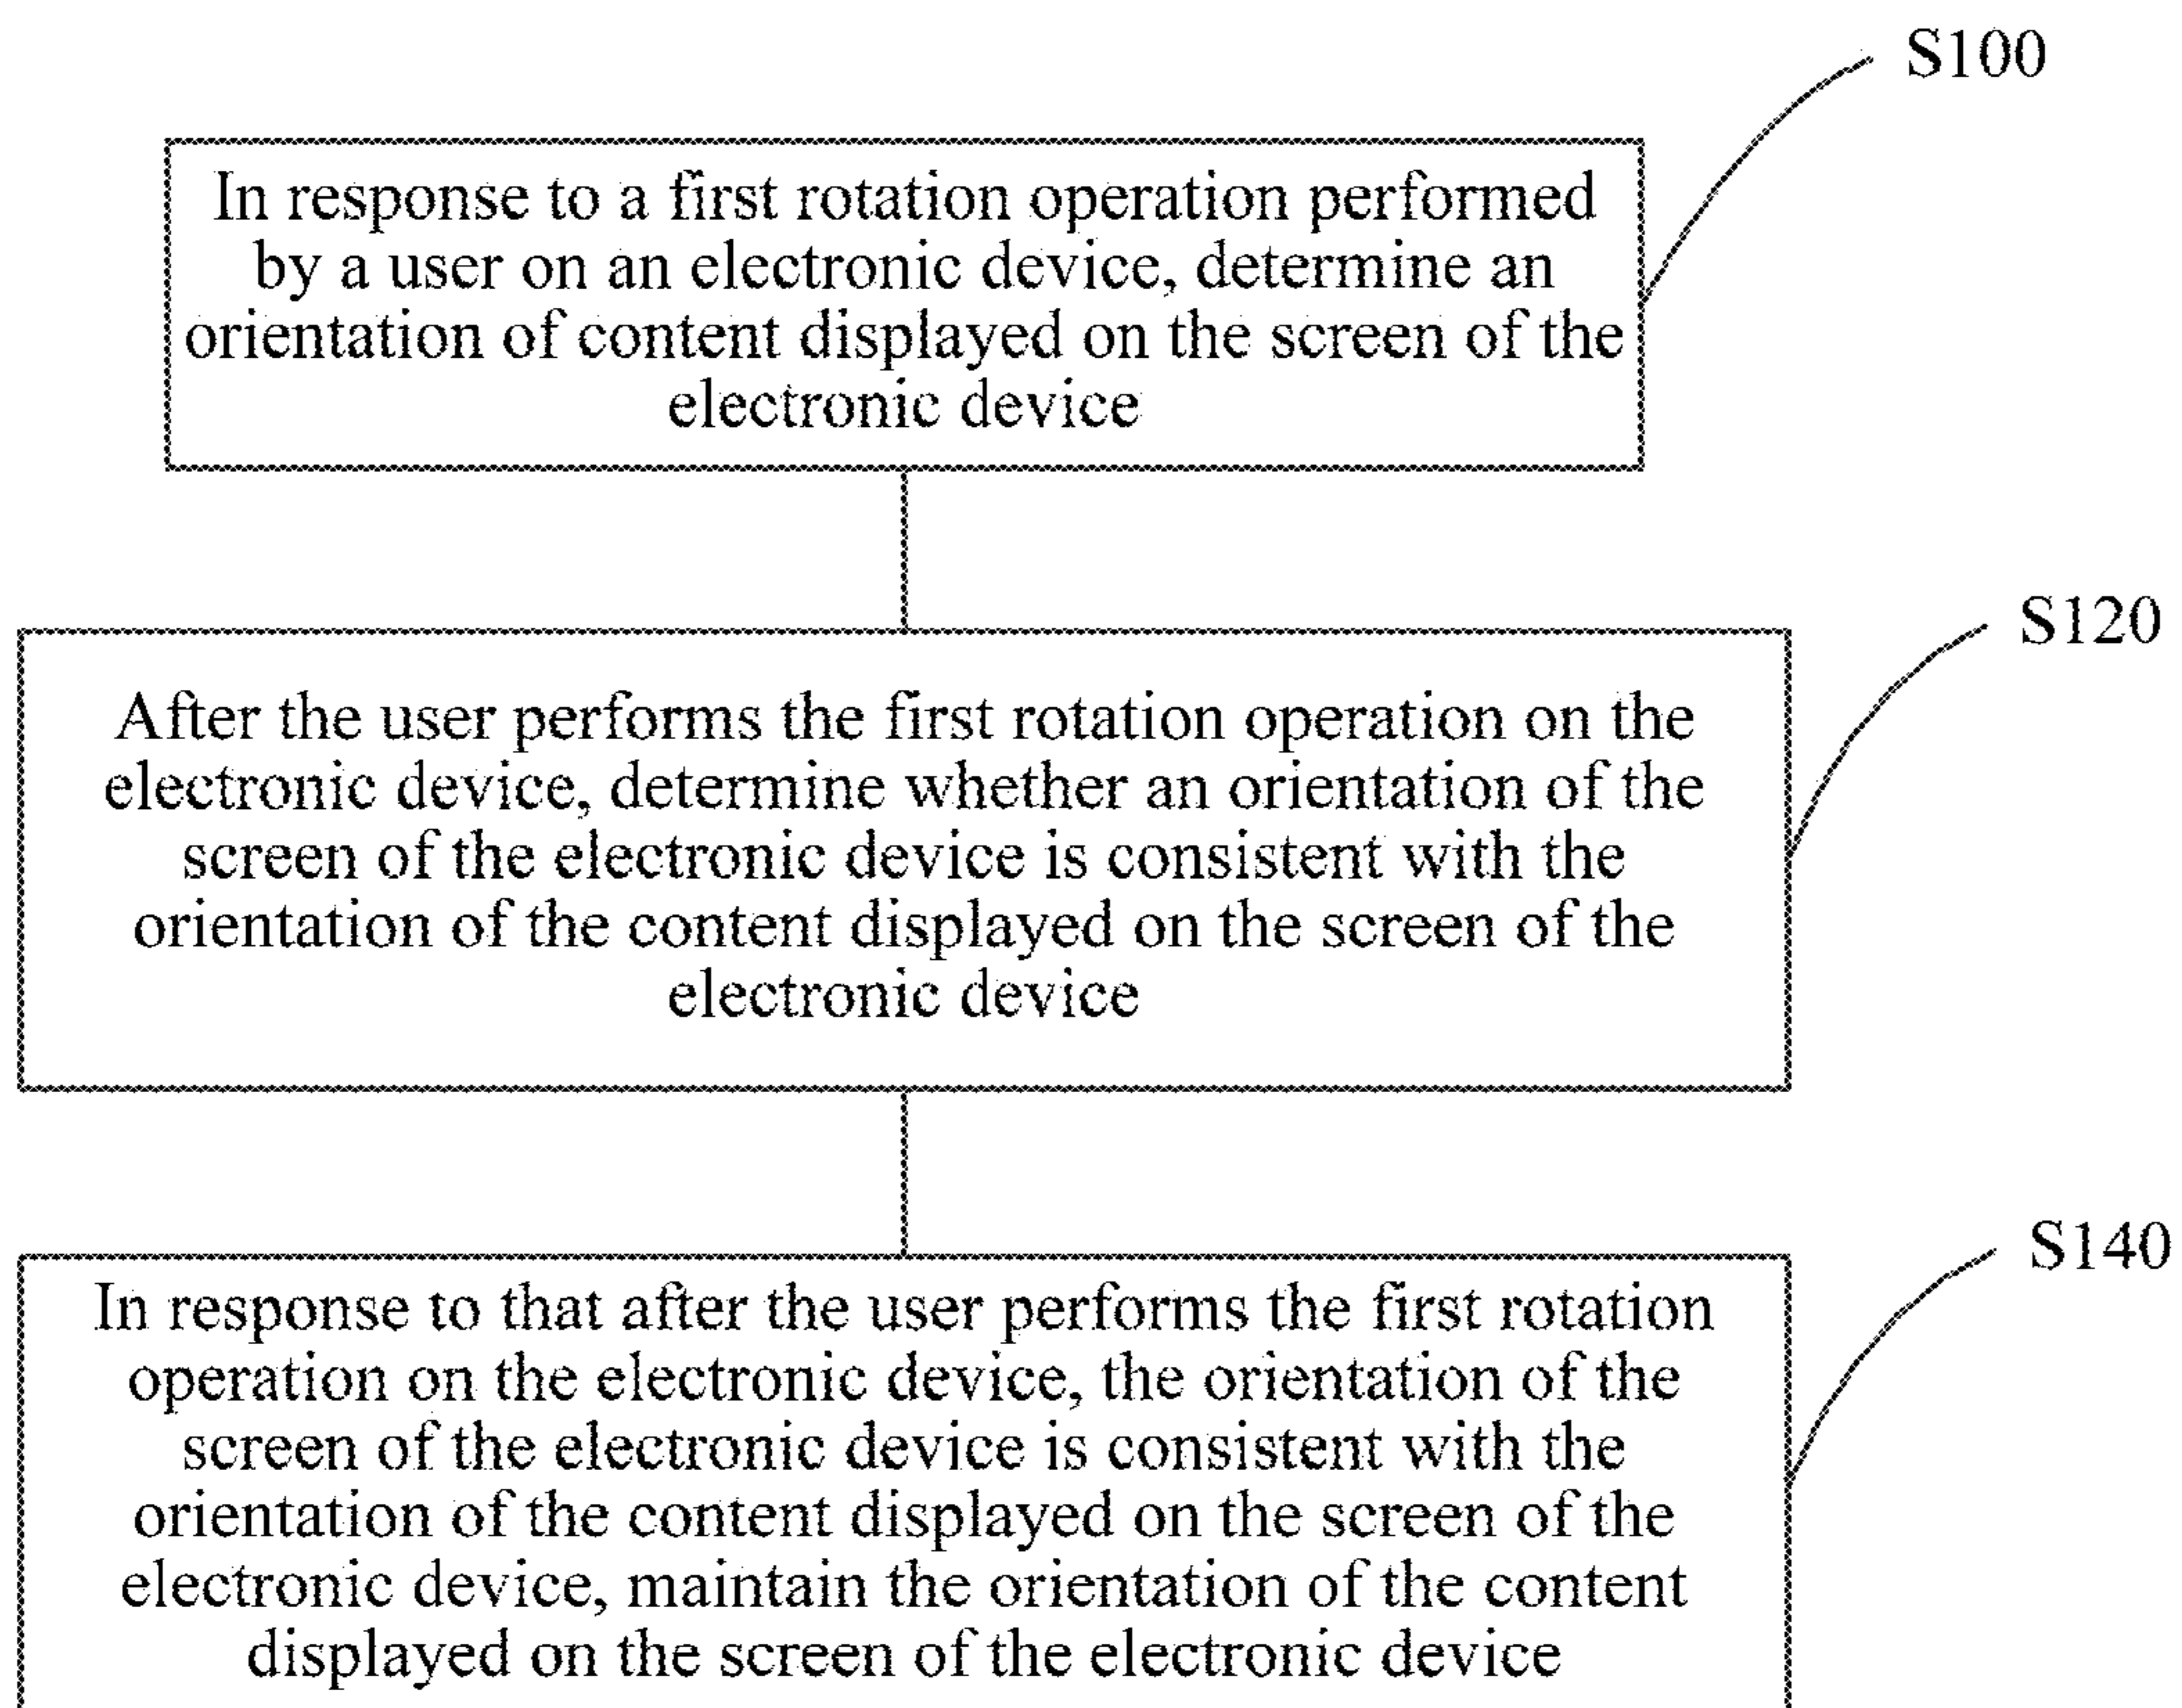 S100
In response to a first rotation operation performed
by a user on an electronic device, determine an
orientation of content displayed on the screen of the
electronic device
S120
After the user performs the first rotation operation on the
electronic device, determine whether an orientation of the
screen of the electronic device is consistent with the
orientation of the content displayed on the screen of the
electronic device
S140
In response to that after the user performs the first rotation
operation on the electronic device, the orientation of the
screen of the electronic device is consistent with the
orientation of the content displayed on the screen of the
electronic device, maintain the orientation of the content
displayed on the screen of the electronic device